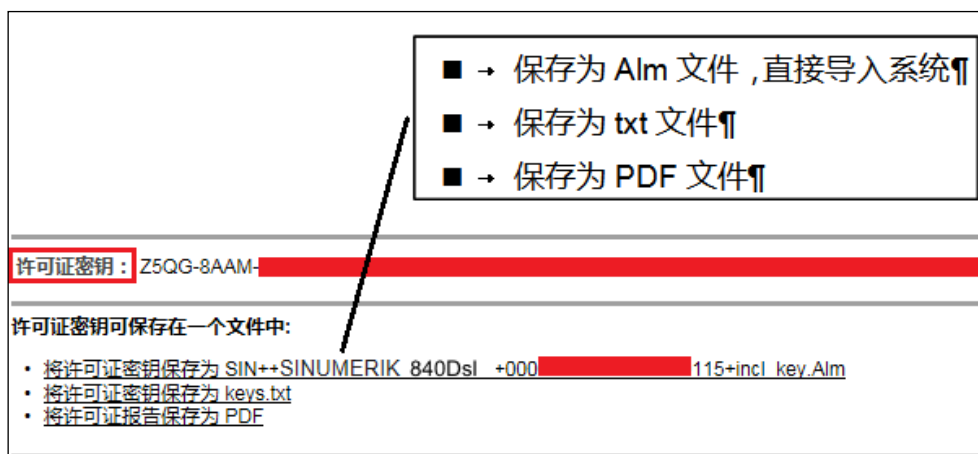 ■ → 保存为 Alm 文件 ,直接导入系统¶
■ → 保存为 txt 文件¶
■ → 保存为 PDF 文件¶
许可证密钥： Z5QG-8AAM-
许可证密钥可保存在一个文件中:
• 将许可证密钥保存为 SIN++SINUMERIK 840Dsl +000 115+incl key.Alm
• 将许可证密钥保存为 keys.txt
• 将许可证报告保存为 PDF